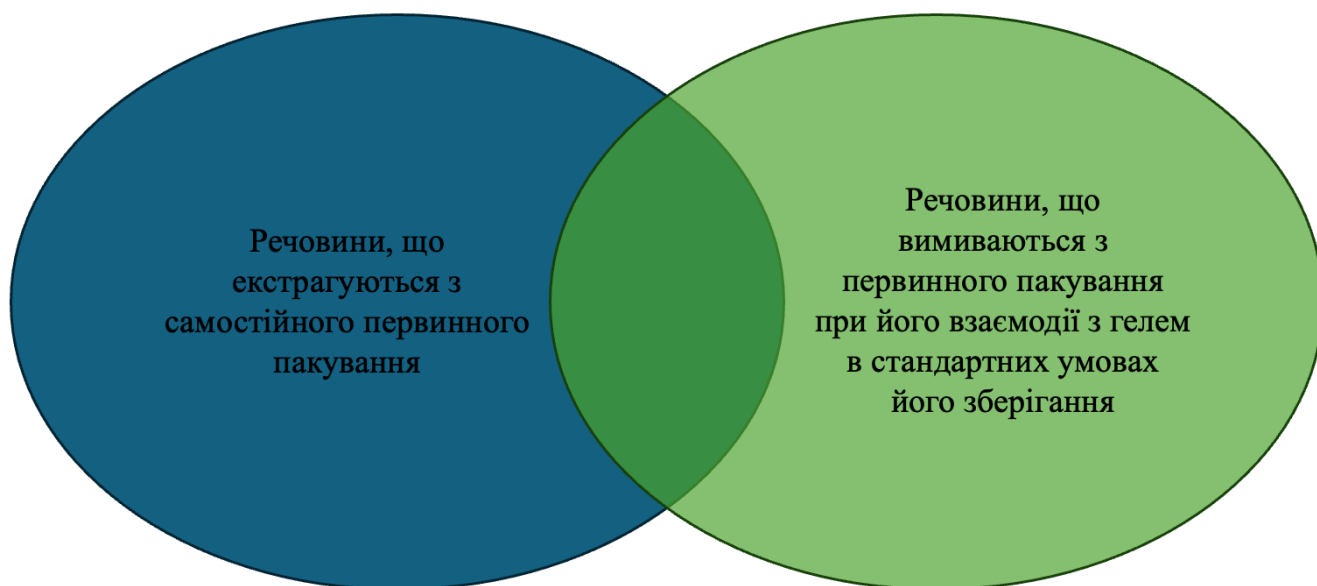 Речовини, що
екстрагуються з
самостійного первинного
пакування
Речовини, що
вимиваються з
первинного пакування
при його взаємодії з гелем
в стандартних умовах
його зберігання